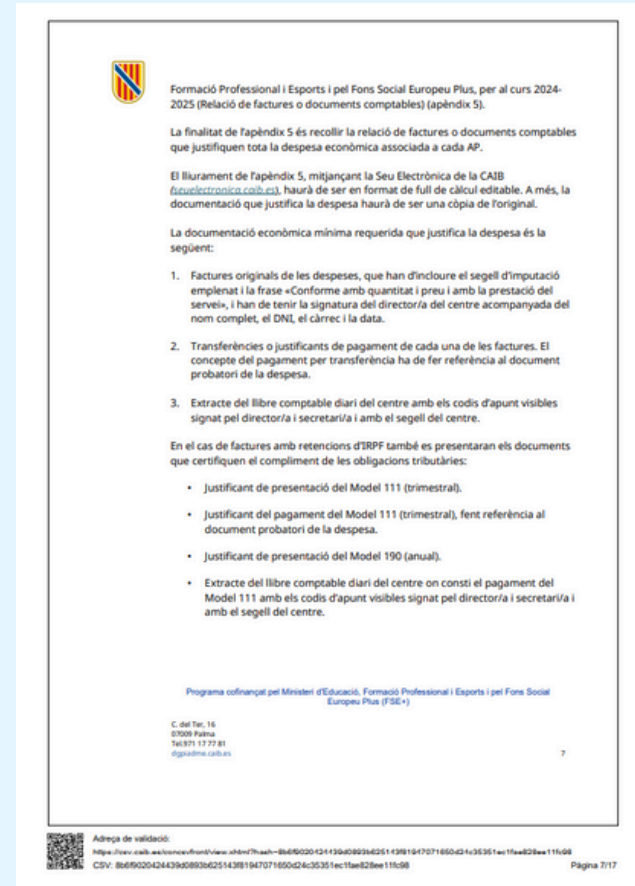 Formació Professional i Esports i pel Fons Social Europeu Plus, per al curs 2024-
2025 (Relació de factures o documents comptables) (apèndix 5).
La finalitat de l'apèndix 5 és recollir la relació de factures o documents comptables
que justifiquen tota la despesa econòmica associada a cada AP.
El lliurament de l'apèndix 5, mitjançant la Seu Electrònica de la CAIB
(seuelectronica.caib.es), haurà de ser en format de full de càlcul editable. A més, la
documentació que justifica la despesa haurà de ser una còpia de l'original.
La documentació econòmica mínima requerida que justifica la despesa és la
següent:
1. Factures originals de les despeses, que han d'incloure el segell d'imputació
emplenat i la frase «Conforme amb quantitat i preu i amb la prestació del
servei», i han de tenir la signatura del director/a del centre acompanyada del
nom complet, el DNI, el càrrec i la data.
2. Transferències o justificants de pagament de cada una de les factures. El
concepte del pagament per transferència ha de fer referència al document
probatori de la despesa.
3. Extracte del llibre comptable diari del centre amb els codis d'apunt visibles
signat pel director/a i secretari/a i amb el segell del centre.
En el cas de factures amb retencions d'IRPF també es presentaran els documents
que certifiquen el compliment de les obligacions tributàries:
• Justificant de presentació del Model 111 (trimestral).
• Justificant del pagament del Model 111 (trimestral), fent referència al
document probatori de la despesa.
• Justificant de presentació del Model 190 (anual).
• Extracte del llibre comptable diari del centre on consti el pagament del
Model 111 amb els codis d'apunt visibles signat pel director/a i secretari/a i
amb el segell del centre.
Programa cofinançat pel Ministeri d'Educació, Formació Professional i Esports i pel Fons Social
Europeu Plus (FSE+)
C. del Ter, 16
07009 Palma
Tel:971 17 77 81
dgpiadme.caib.es
7
Adreça de validació:
CSV:
Pàgina 7/17